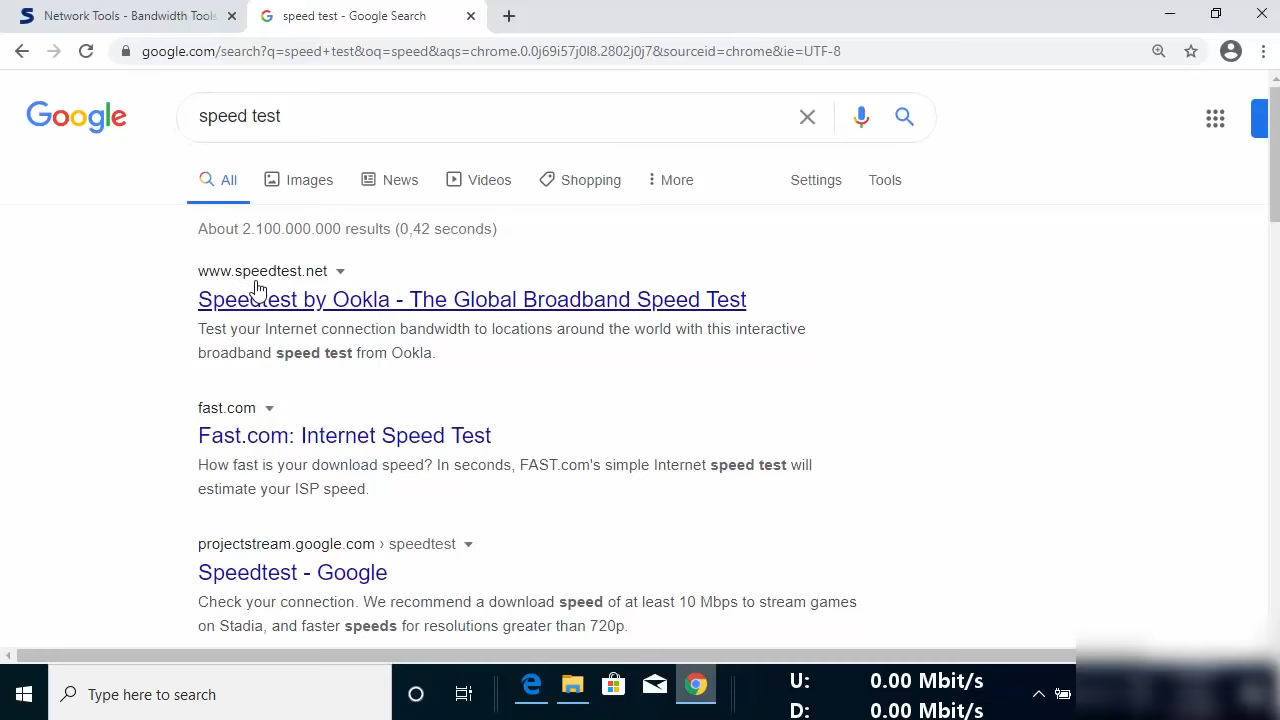 Network Tools - Bandwidth Tools
speed test - Google Search
google.com/search?q=speed+test&oq=speed&aqs=chrome.0.0j69i57j0l8.2802j0j7&sourceid=chrome&ie=UTF-8
Google
speed test
All
Images
News
Videos
Shopping
More
Settings
Tools
About 2.100.000.000 results (0,42 seconds)
www.speedtest.net
Speedtest by Ookla - The Global Broadband Speed Test
Test your Internet connection bandwidth to locations around the world with this interactive
broadband speed test from Ookla.
fast.com
Fast.com: Internet Speed Test
How fast is your download speed? In seconds, FAST.com's simple Internet speed test will
estimate your ISP speed.
projectstream.google.com › speedtest
Speedtest - Google
Check your connection. We recommend a download speed of at least 10 Mbps to stream games
on Stadia, and faster speeds for resolutions greater than 720p.
Type here to search
U: 0.00 Mbit/s
D: 0.00 Mbit/s